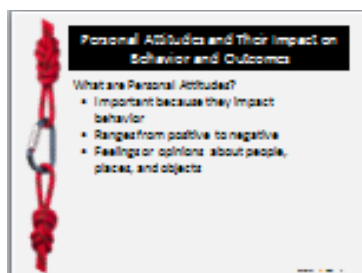 Personal Attitudes and Their Impact on
Behavior and Outcomes
What are Personal Attitudes?
• Important because they impact
behavior
• Ranges from positive to negative
• Feelings or opinions about people,
places, and objects